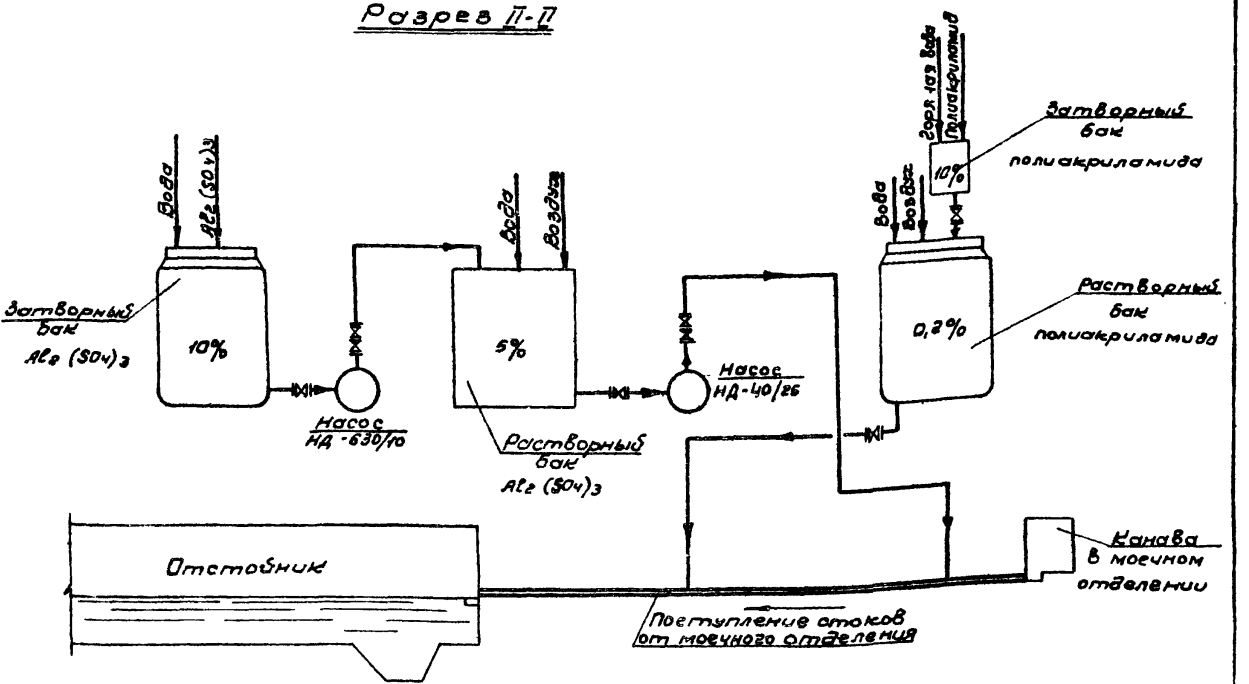 Разрез II-II
Вода
Al2(SO4)3
Затворный
бак
Al2(SO4)3
10%
Насос
НД-630/10
Вода
Воздух
5%
Растворный
бак
Al2(SO4)3
Насос
НД-40/25
Горячая вода
Полиакриламид
10%
Затворный
бак
полиакриламида
Вода
Воздух
0,2%
Растворный
бак
полиакриламида
Отстойник
Поступление стоков
от моечного отделения
Канава
в моечном
отделении